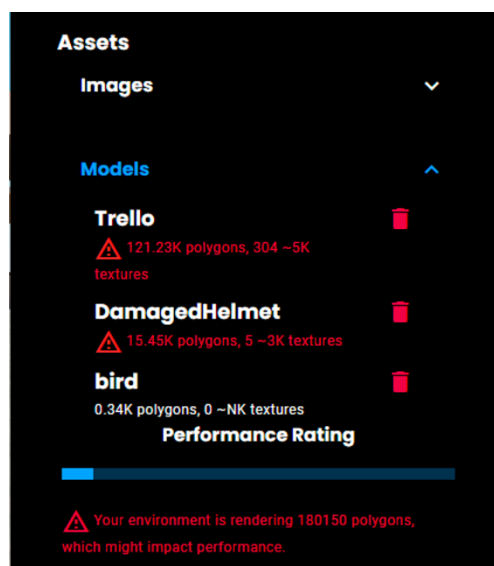 Assets
Images
Models
Trello
121.23K polygons, 304 ~5K
textures
DamagedHelmet
15.45K polygons, 5 ~3K textures
bird
0.34K polygons, 0 ~NK textures
Performance Rating
Your environment is rendering 180150 polygons,
which might impact performance.